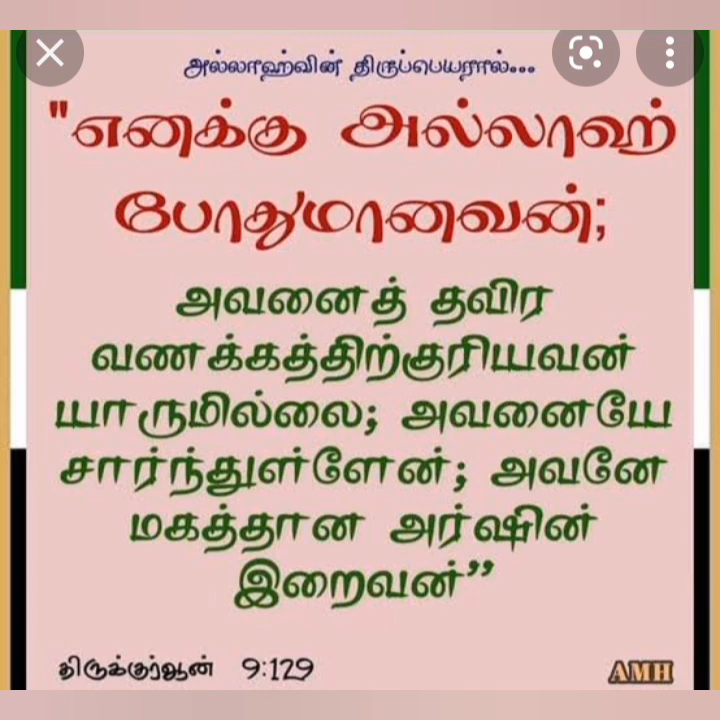 அல்லாஹ்வின் திருப்பெயரால்...
"எனக்கு அல்லாஹ்
போதுமானவன்;
அவனைத் தவிர
வணக்கத்திற்குரியவன்
யாருமில்லை; அவனையே
சார்ந்துள்ளேன்; அவனே
மகத்தான அர்ஷின்
இறைவன்”
திருக்குர்ஆன் 9:129
AMH